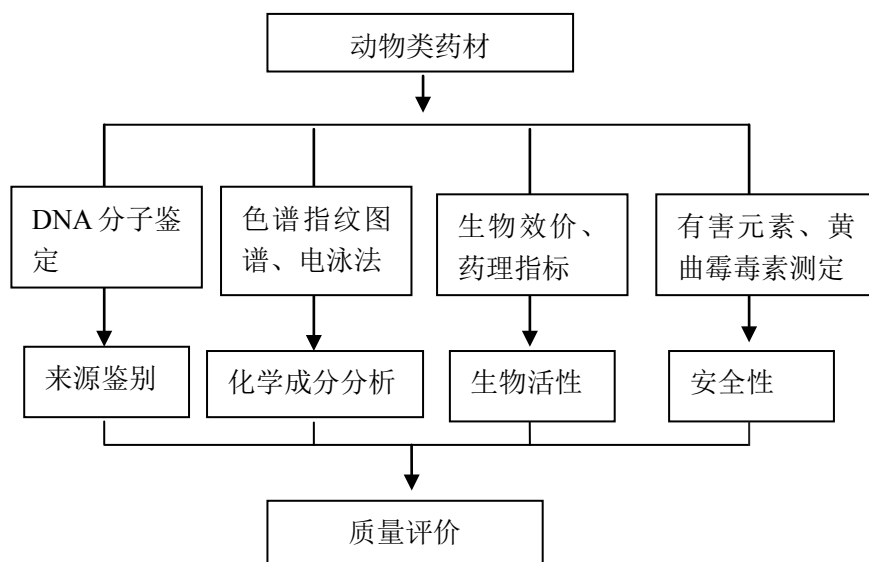 动物类药材
DNA 分子鉴
定
色谱指纹图
谱、电泳法
生物效价、
药理指标
有害元素、黄
曲霉毒素测定
来源鉴别
化学成分分析
生物活性
安全性
质量评价